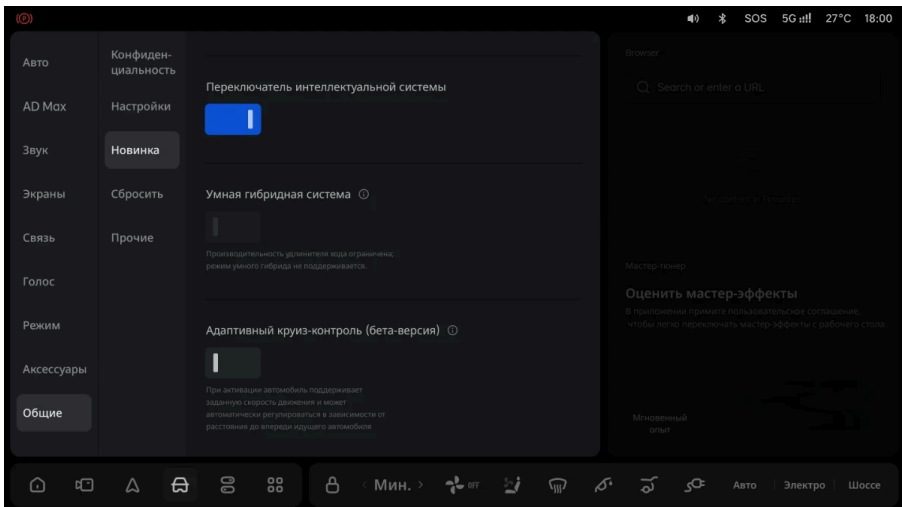 (P)
SOS 5G 27°C 18:00
Авто
AD Max
Звук
Экраны
Связь
Голос
Режим
Аксессуары
Общие
Конфиден-
циальность
Настройки
Новинка
Сбросить
Прочие
Переключатель интеллектуальной системы
Умная гибридная система
Производительность удлинителя хода ограничена;
режим умного гибрида не поддерживается.
Адаптивный круиз-контроль (бета-версия)
При активации автомобиль поддерживает
заданную скорость движения и может
автоматически регулироваться в зависимости от
расстояния до впереди идущего автомобиля.
Browser
Search or enter a URL
Мастер-тюнер
Оценить мастер-эффекты
В приложении примите пользовательское соглашение,
чтобы легко переключать мастер-эффекты с рабочего стола.
Мгновенный
опыт
Мин. OFF Авто Электро Шоссе